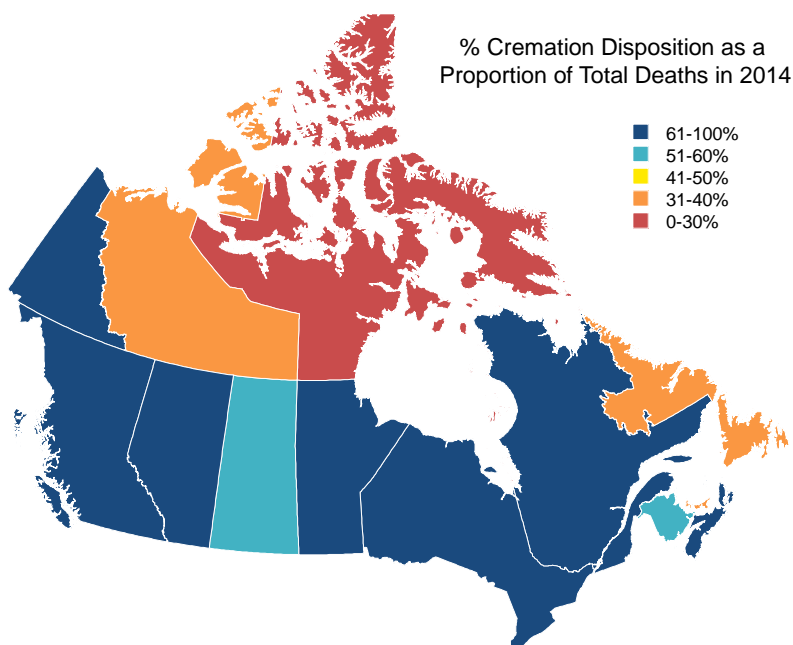 % Cremation Disposition as a
Proportion of Total Deaths in 2014
61-100%
51-60%
41-50%
31-40%
0-30%